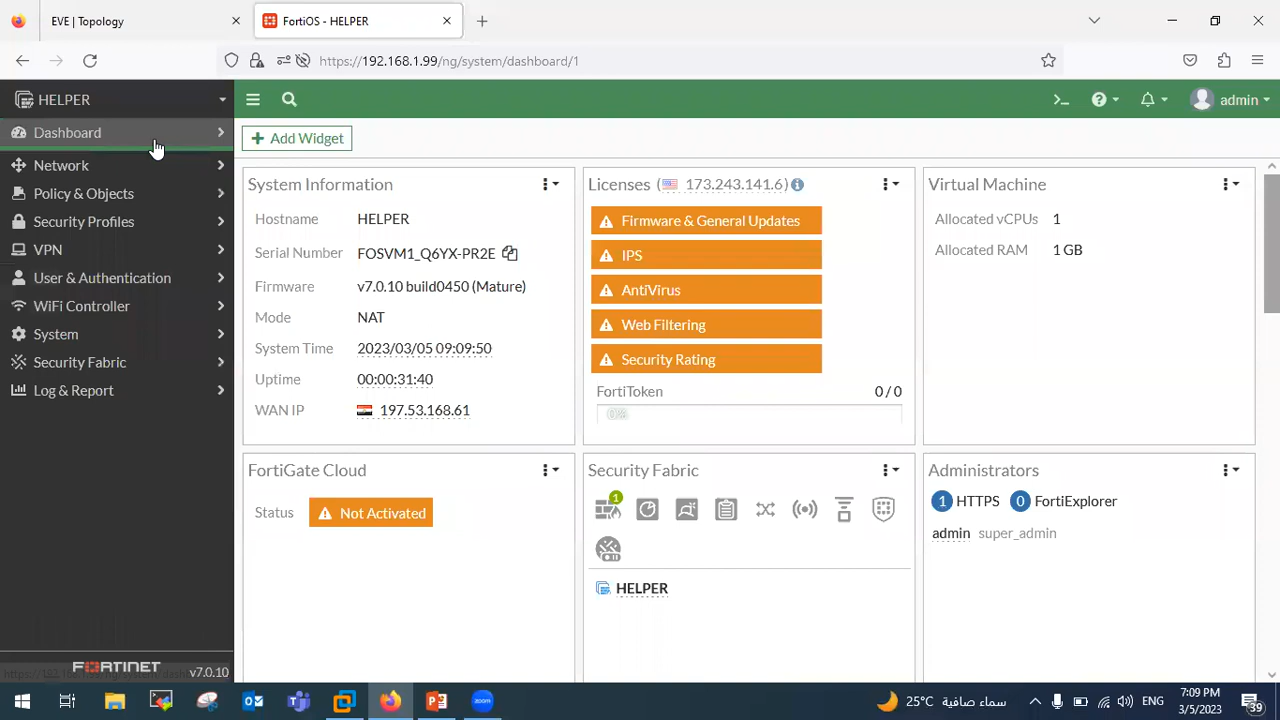 EVE | Topology
FortiOS - HELPER
https://192.168.1.99/ng/system/dashboard/1
HELPER
admin
Dashboard
Network
Policy & Objects
Security Profiles
VPN
User & Authentication
WiFi Controller
System
Security Fabric
Log & Report
Add Widget
System Information
Hostname HELPER
Serial Number FOSVM1_Q6YX-PR2E
Firmware v7.0.10 build0450 (Mature)
Mode NAT
System Time 2023/03/05 09:09:50
Uptime 00:00:31:40
WAN IP 197.53.168.61
Licenses (173.243.141.6)
Firmware & General Updates
IPS
AntiVirus
Web Filtering
Security Rating
FortiToken 0 / 0
0%
Virtual Machine
Allocated vCPUs 1
Allocated RAM 1 GB
FortiGate Cloud
Status Not Activated
Security Fabric
1
HELPER
Administrators
1 HTTPS 0 FortiExplorer
admin super_admin
FORTINET v7.0.10
25°C سماء صافية
ENG
7:09 PM
3/5/2023
39